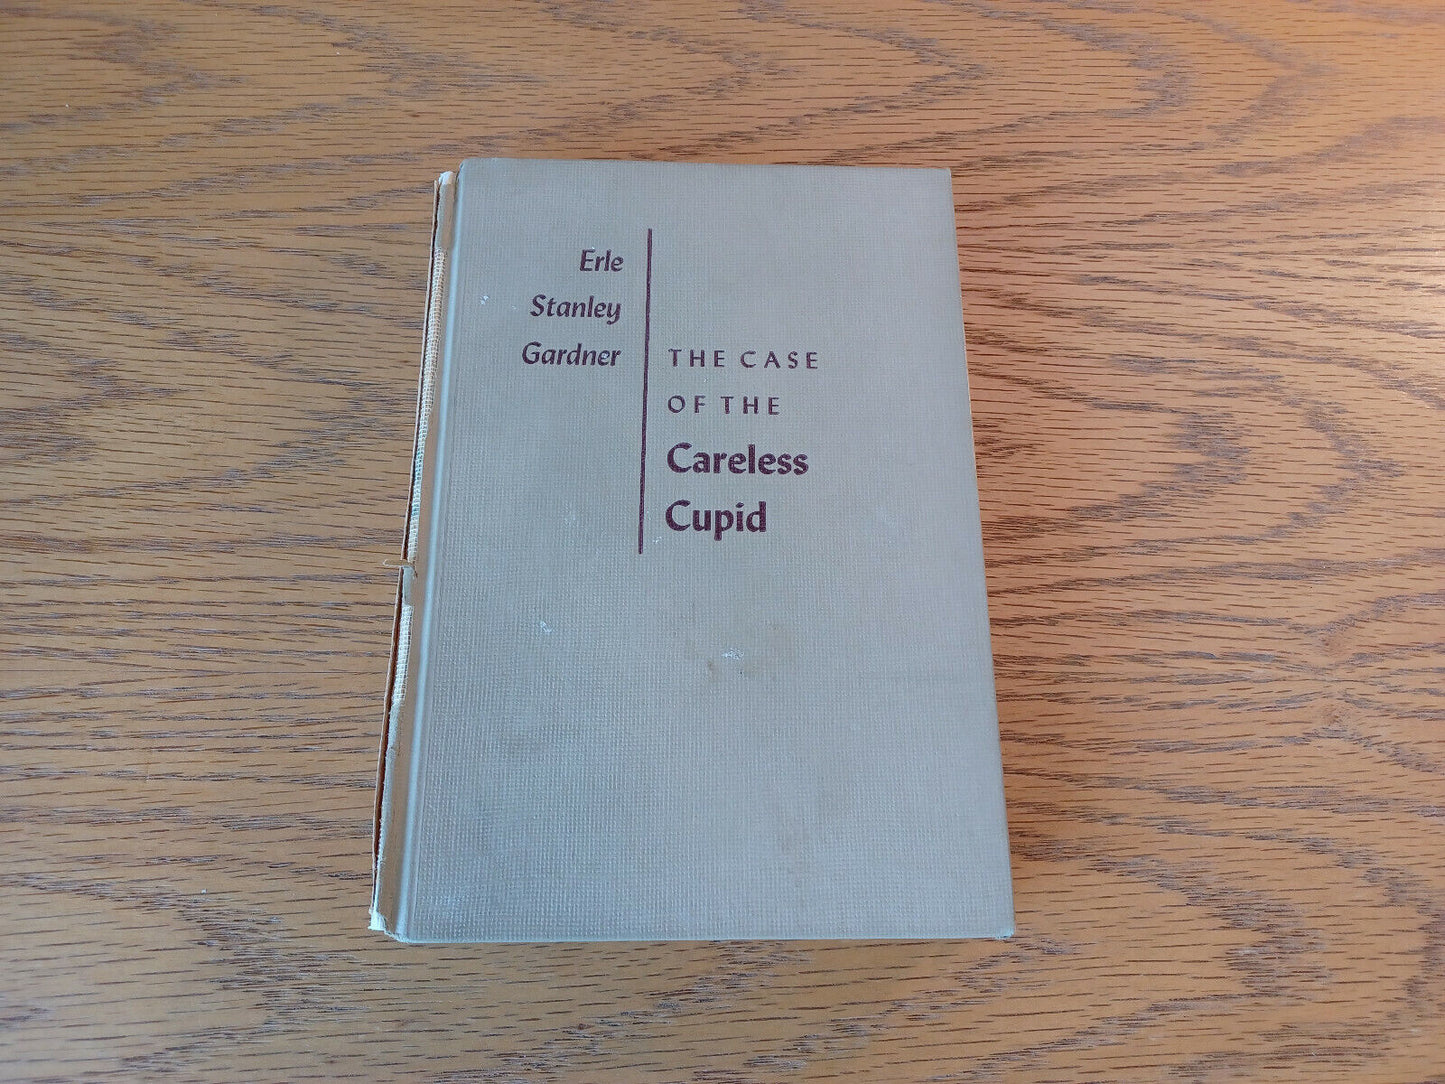 Erle
Stanley
Gardner
THE CASE
OF THE
Careless
Cupid